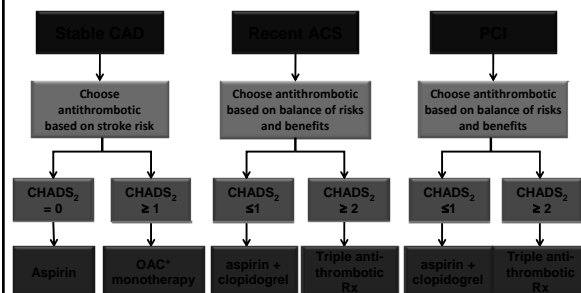 Stable CAD
Recent ACS
PCI
Choose
antithrombotic
based on stroke risk
Choose antithrombotic
based on balance of risks
and benefits
Choose antithrombotic
based on balance of risks
and benefits
CHADS₂
= 0
CHADS₂
≥ 1
CHADS₂
≤1
CHADS₂
≥ 2
CHADS₂
≤1
CHADS₂
≥ 2
Aspirin
OAC*
monotherapy
aspirin +
clopidogrel
Triple anti-
thrombotic
Rx
aspirin +
clopidogrel
Triple anti-
thrombotic
Rx